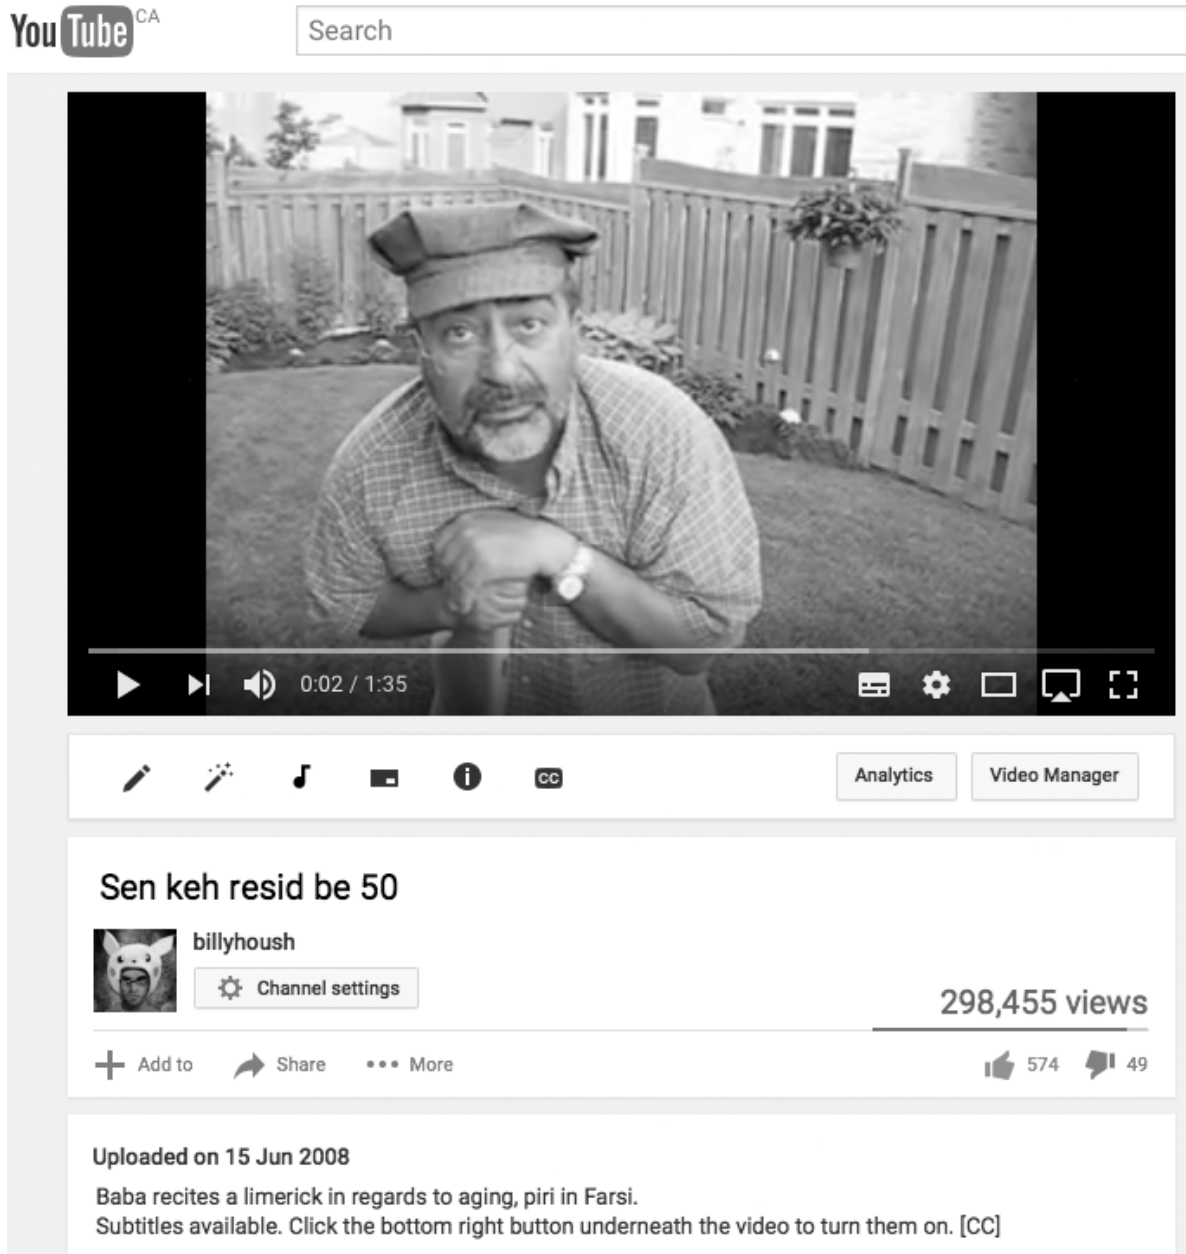 YouTube CA
Search
0:02 / 1:35
CC
Analytics
Video Manager
Sen keh resid be 50
billyhoush
Channel settings
298,455 views
Add to
Share
More
574
49
Uploaded on 15 Jun 2008
Baba recites a limerick in regards to aging, piri in Farsi.
Subtitles available. Click the bottom right button underneath the video to turn them on. [CC]